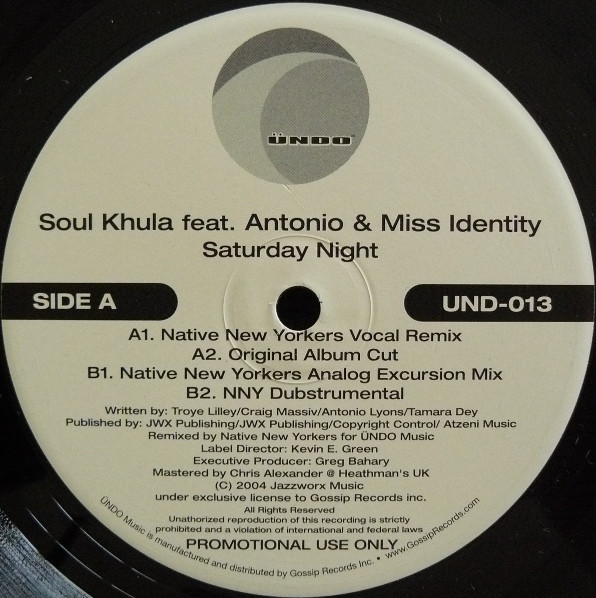 ÜNDO
Soul Khula feat. Antonio & Miss Identity
Saturday Night
SIDE A
UND-013
A1. Native New Yorkers Vocal Remix
A2. Original Album Cut
B1. Native New Yorkers Analog Excursion Mix
B2. NNY Dubstrumental
Written by: Troye Lilley/Craig Massiv/Antonio Lyons/Tamara Dey
Published by: JWX Publishing/JWX Publishing/Copyright Control/ Atzeni Music
Remixed by Native New Yorkers for ÜNDO Music
Label Director: Kevin E. Green
Executive Producer: Greg Bahary
Mastered by Chris Alexander @ Heathman's UK
(C) 2004 Jazzworx Music
under exclusive license to Gossip Records inc.
All Rights Reserved
Unathorized reproduction of this recording is strictly
prohibited and a violation of international and federal laws
PROMOTIONAL USE ONLY
ÜNDO Music is manufactured and distributed by Gossip Records Inc. • www.GossipRecords.com